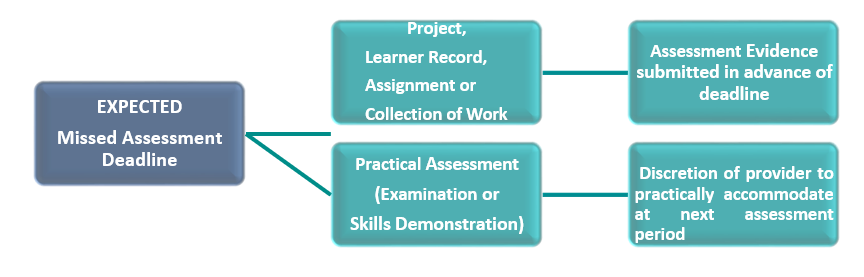 EXPECTED
Missed Assessment
Deadline
Project,
Learner Record,
Assignment or
Collection of Work
Assessment Evidence
submitted in advance of
deadline
Practical Assessment
(Examination or
Skills Demonstration)
Discretion of provider to
practically accommodate
at next assessment
period